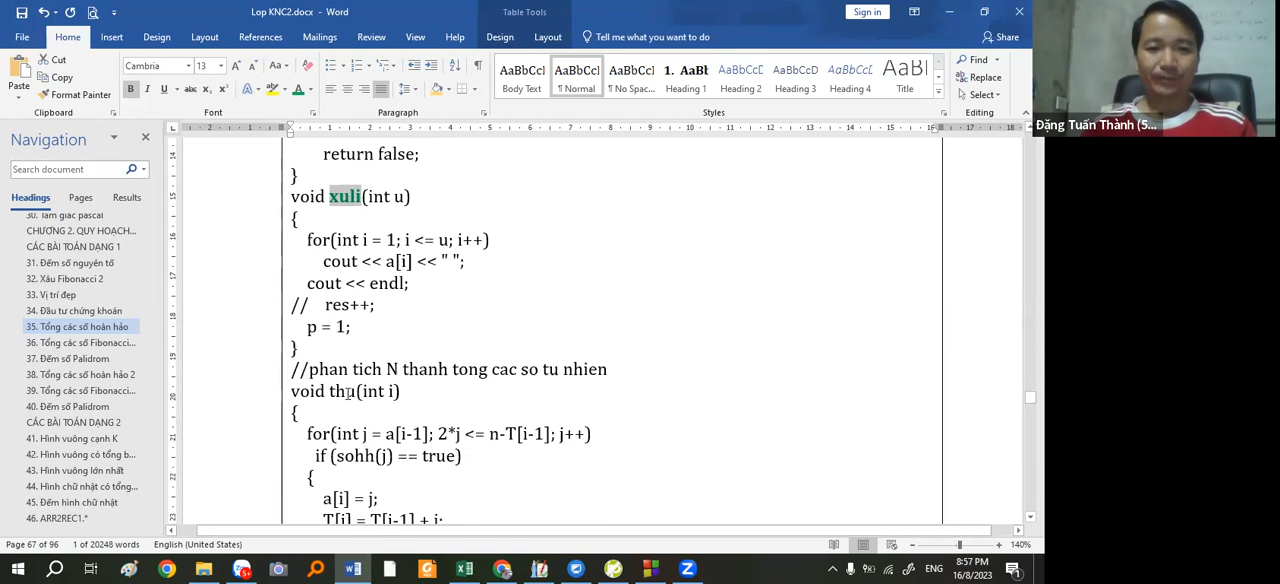 Lop KNC2.docx - Word
Table Tools
Sign in
File Home Insert Design Layout References Mailings Review View Help Design Layout Tell me what you want to do Share
Paste
Cut
Copy
Format Painter
Clipboard
Cambria 13
Font
Paragraph
AaBbCcl AaBbCcl AaBbCcl 1. AaBb AaBbCcD AaBbCcD AaBbCcD AaB
Body Text ¶ Normal ¶ No Spac... Heading 1 Heading 2 Heading 3 Heading 4 Title
Styles
Find
Replace
Select
Editing
Đặng Tuấn Thành (5...
Navigation
Search document
Headings Pages Results
30. Tam giác pascal
CHƯƠNG 2. QUY HOẠCH...
CÁC BÀI TOÁN DẠNG 1
31. Đếm số nguyên tố
32. Xâu Fibonacci 2
33. Vị trí đẹp
34. Đầu tư chứng khoán
35. Tổng các số hoàn hảo
36. Tổng các số Fibonacc...
37. Đếm số Palidrom
38. Tổng các số hoàn hảo 2
39. Tổng các số Fibonacc...
40. Đếm số Palidrom
CÁC BÀI TOÁN DẠNG 2
41. Hình vuông cạnh K
42. Hình vuông có tổng b...
43. Hình vuông lớn nhất
44. Hình chữ nhật có tổng...
45. Đếm hình chữ nhật
46. ARR2REC1.*
return false;
}
void xuli(int u)
{
for(int i = 1; i <= u; i++)
cout << a[i] << " ";
cout << endl;
// res++;
p = 1;
}
//phan tich N thanh tong cac so tu nhien
void thu(int i)
{
for(int j = a[i-1]; 2*j <= n-T[i-1]; j++)
if (sohh(j) == true)
{
a[i] = j;
T[i] = T[i-1] + j;
Page 67 of 96 1 of 20248 words English (United States) 140%
ENG
8:57 PM
16/8/2023